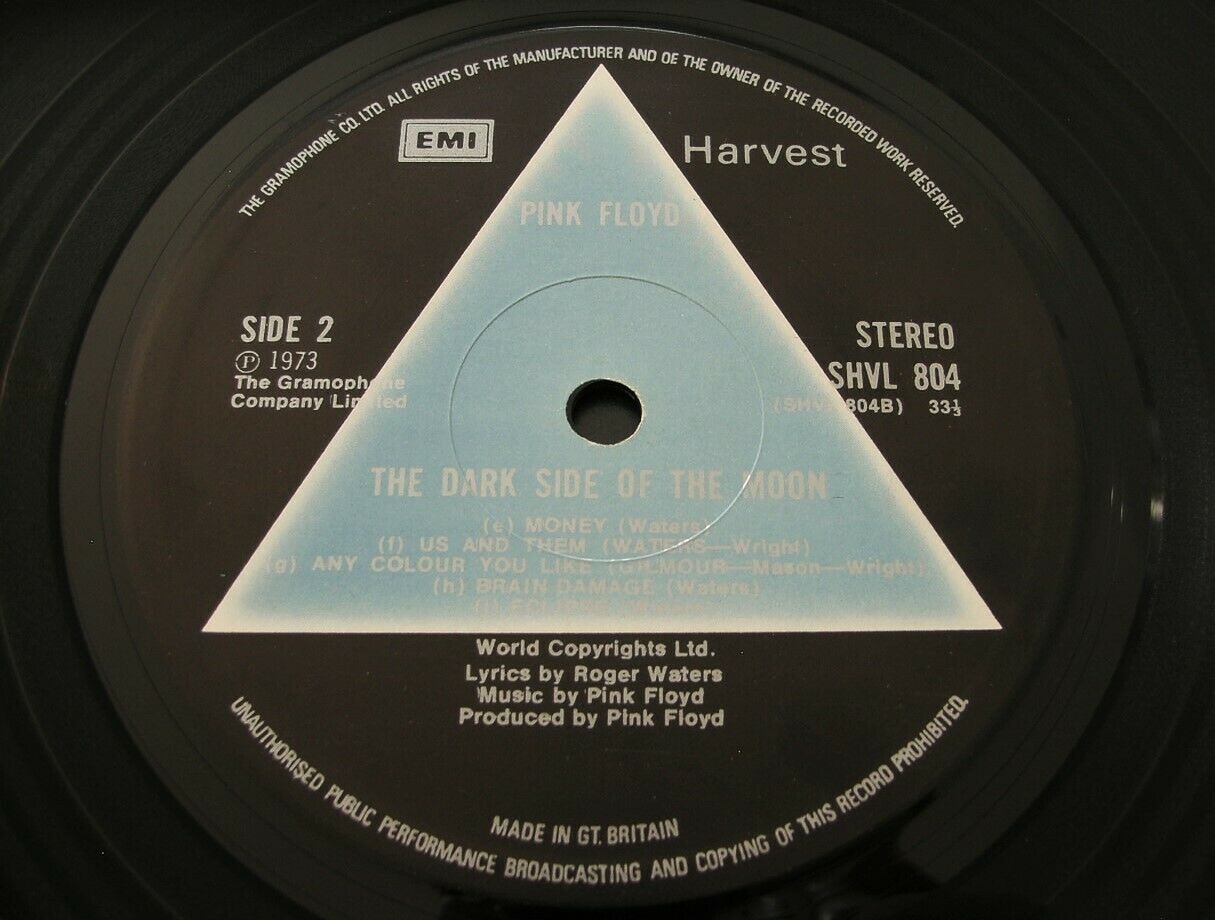 THE GRAMOPHONE CO. LTD. ALL RIGHTS OF THE MANUFACTURER AND OF THE OWNER OF THE RECORDED WORK RESERVED.
EMI
Harvest
PINK FLOYD
SIDE 2
Ⓟ 1973
The Gramophone
Company Limited
STEREO
SHVL 804
(SHVL 804B) 33⅓
THE DARK SIDE OF THE MOON
(e) MONEY (Waters)
(f) US AND THEM (WATERS—Wright)
(g) ANY COLOUR YOU LIKE (GILMOUR—Mason—Wright)
(h) BRAIN DAMAGE (Waters)
(i) ECLIPSE (Waters)
World Copyrights Ltd.
Lyrics by Roger Waters
Music by Pink Floyd
Produced by Pink Floyd
MADE IN GT. BRITAIN
UNAUTHORISED PUBLIC PERFORMANCE BROADCASTING AND COPYING OF THIS RECORD PROHIBITED.